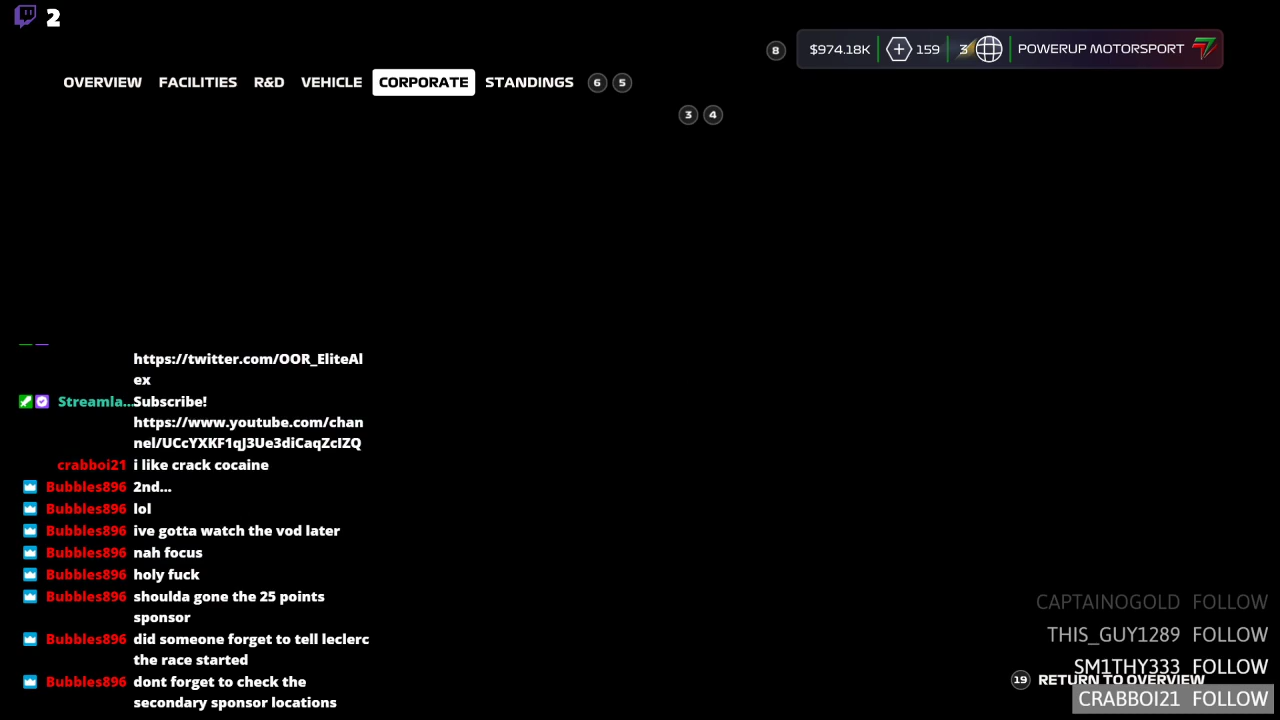 2
8
$974.18K
159
3
POWERUP MOTORSPORT
OVERVIEW
FACILITIES
R&D
VEHICLE
CORPORATE
STANDINGS
6 5
3 4
https://twitter.com/OOR_EliteAl
ex
Streamla... Subscribe!
https://www.youtube.com/chan
nel/UCcYXKF1qJ3Ue3diCaqZcIZQ
crabboi21 i like crack cocaine
Bubbles896 2nd...
Bubbles896 lol
Bubbles896 ive gotta watch the vod later
Bubbles896 nah focus
Bubbles896 holy fuck
Bubbles896 shoulda gone the 25 points
sponsor
Bubbles896 did someone forget to tell leclerc
the race started
Bubbles896 dont forget to check the
secondary sponsor locations
CAPTAINOGOLD FOLLOW
THIS_GUY1289 FOLLOW
SM1THY333 FOLLOW
19 RETURN TO OVERVIEW
CRABBOI21 FOLLOW